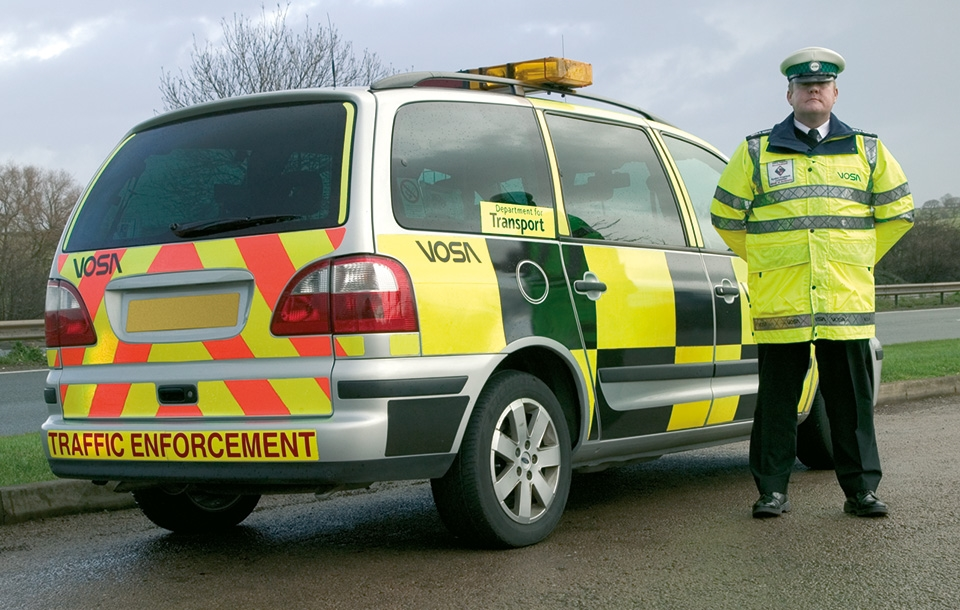 VOSA
TRAFFIC ENFORCEMENT
VOSA
Department for
Transport
VOSA